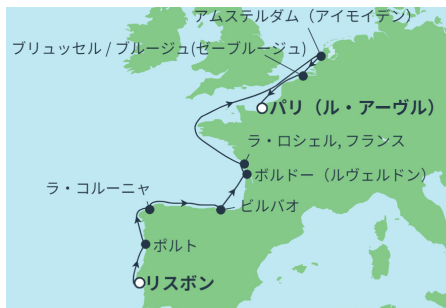 アムステルダム（アイモイデン）
ブリュッセル / ブルージュ(ゼーブルージュ)
パリ（ル・アーヴル）
ラ・ロシェル, フランス
ボルドー（ルヴェルドン）
ラ・コルーニャ
ビルバオ
ポルト
リスボン